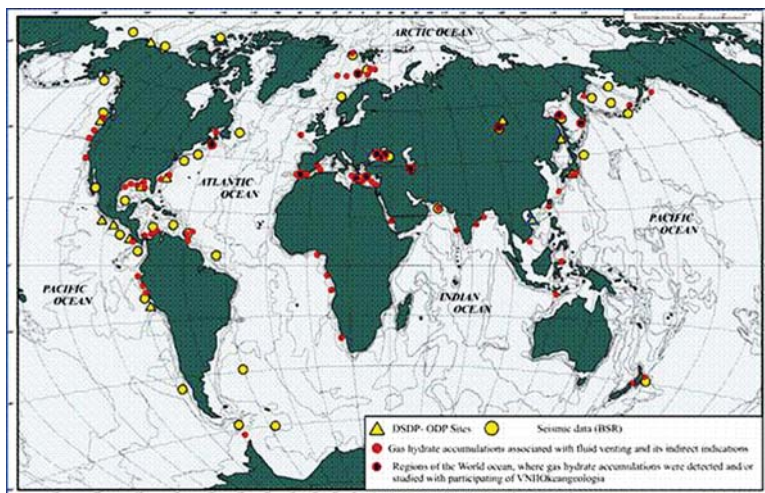 ARCTIC OCEAN
ATLANTIC
OCEAN
PACIFIC
OCEAN
PACIFIC
OCEAN
INDIAN
OCEAN
DSDP- ODP Sites
Seismic data (BSR)
Gas hydrate accumulations associated with fluid venting and its indirect indications
Regions of the World ocean, where gas hydrate accumulations were detected and/or
studied with participating of VNIIOkeangeologia